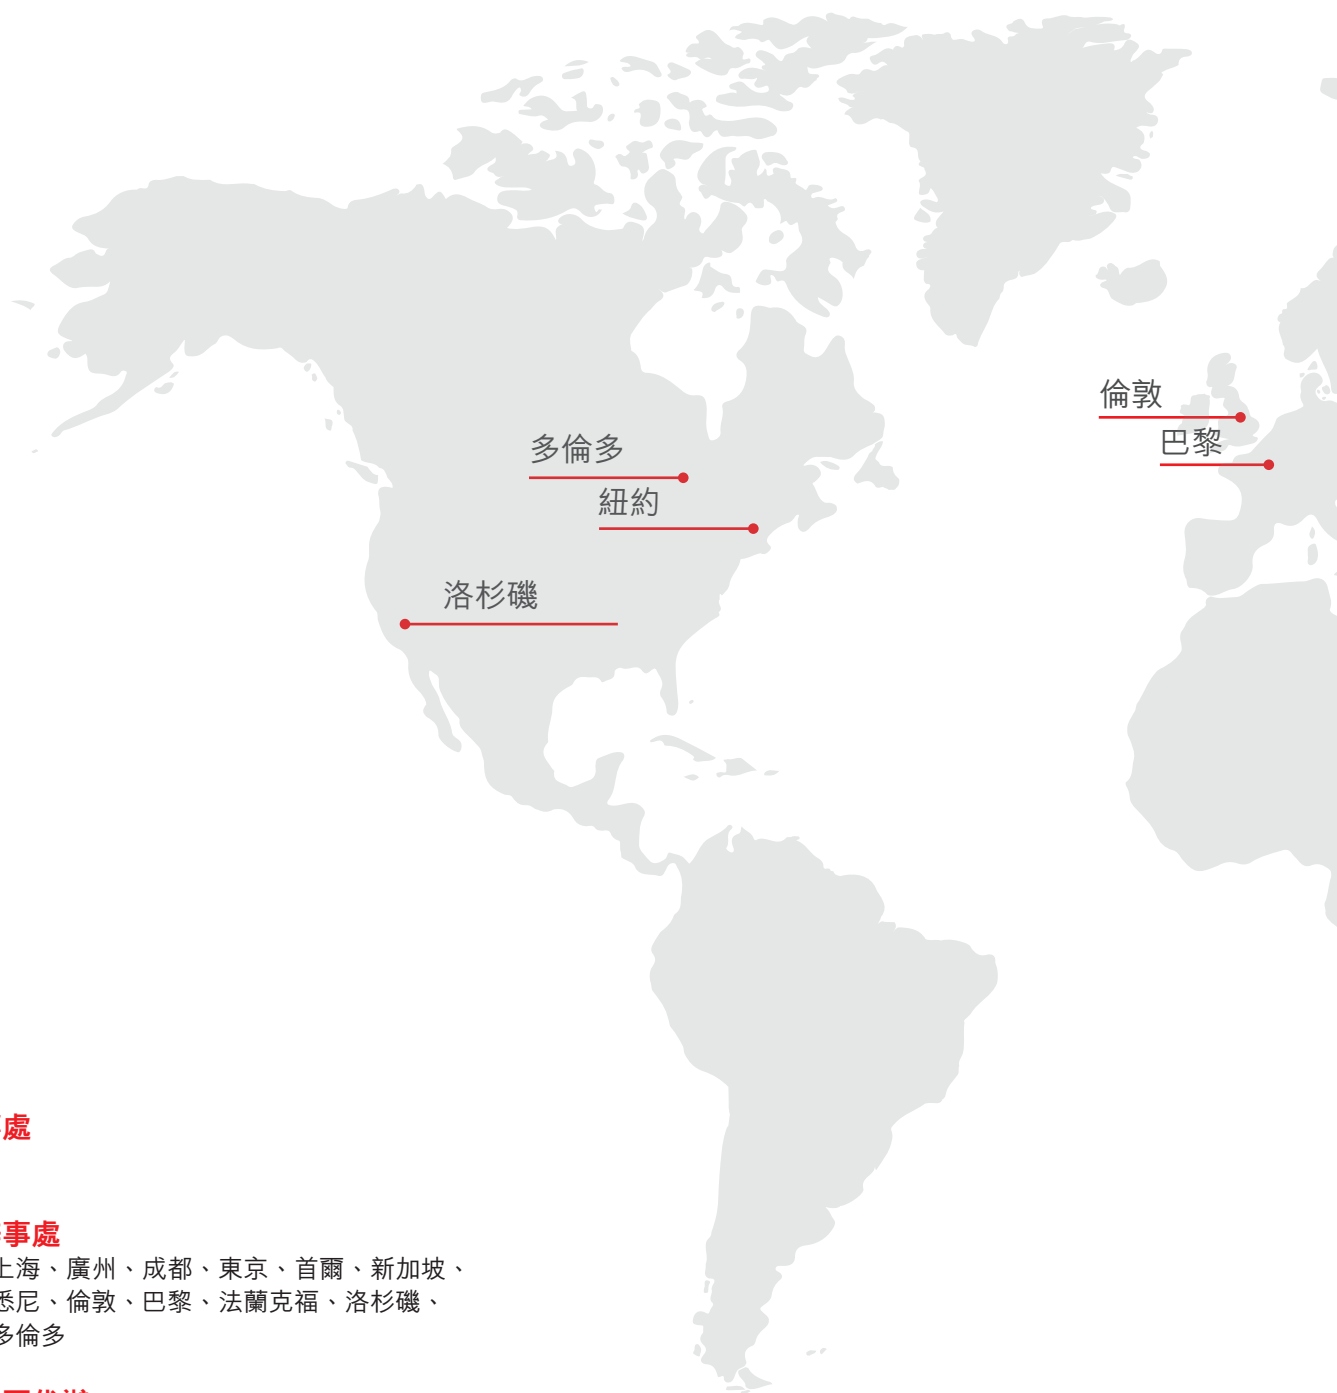 倫敦
巴黎
多倫多
紐約
洛杉磯
處
事處
上海、廣州、成都、東京、首爾、新加坡、
悉尼、倫敦、巴黎、法蘭克福、洛杉磯、
多倫多